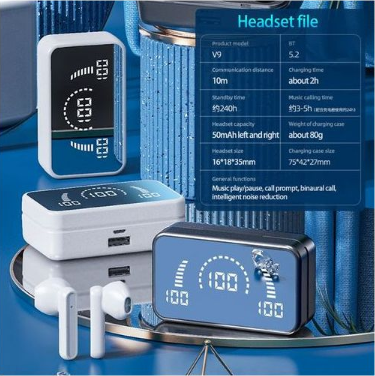 Headset file
Product model
BT
V9
5.2
Communication distance
Charging time
10m
about 2h
Standby time
Music calling time
约240h
约3-5h
Headset capacity
Weight of charging case
50mAh left and right
about 80g
Headset size
Charging case size
16*18*35mm
75*42*27mm
General functions
Music play/pause, call prompt, binaural call,
intelligent noise reduction
100
100
100
100
100
100
100
100
100